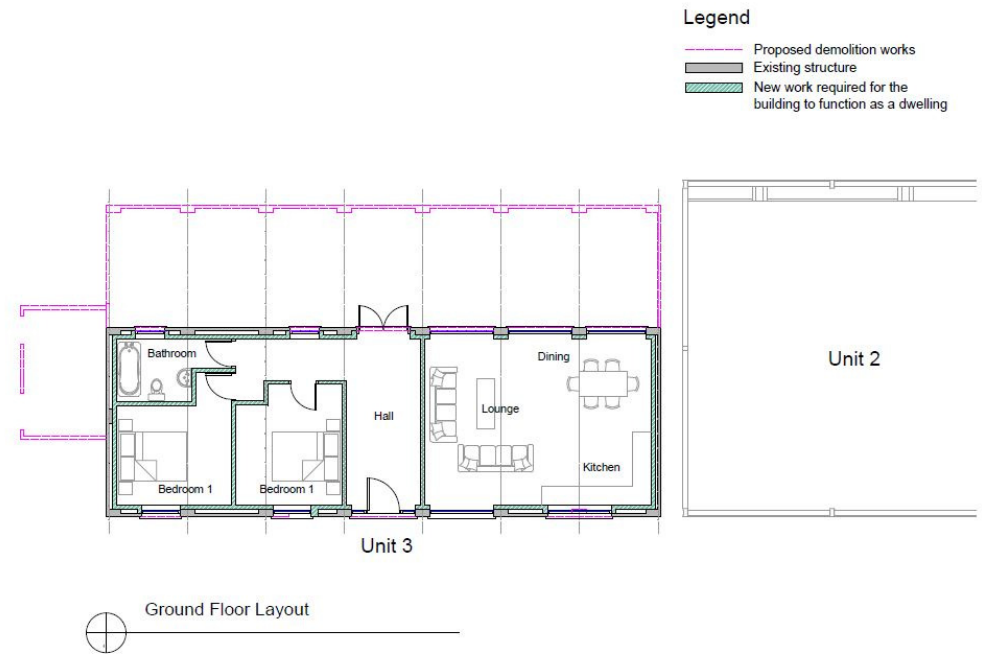 Legend
Proposed demolition works
Existing structure
New work required for the
building to function as a dwelling
Bathroom
Dining
Unit 2
Hall
Lounge
Kitchen
Bedroom 1
Bedroom 1
Unit 3
Ground Floor Layout